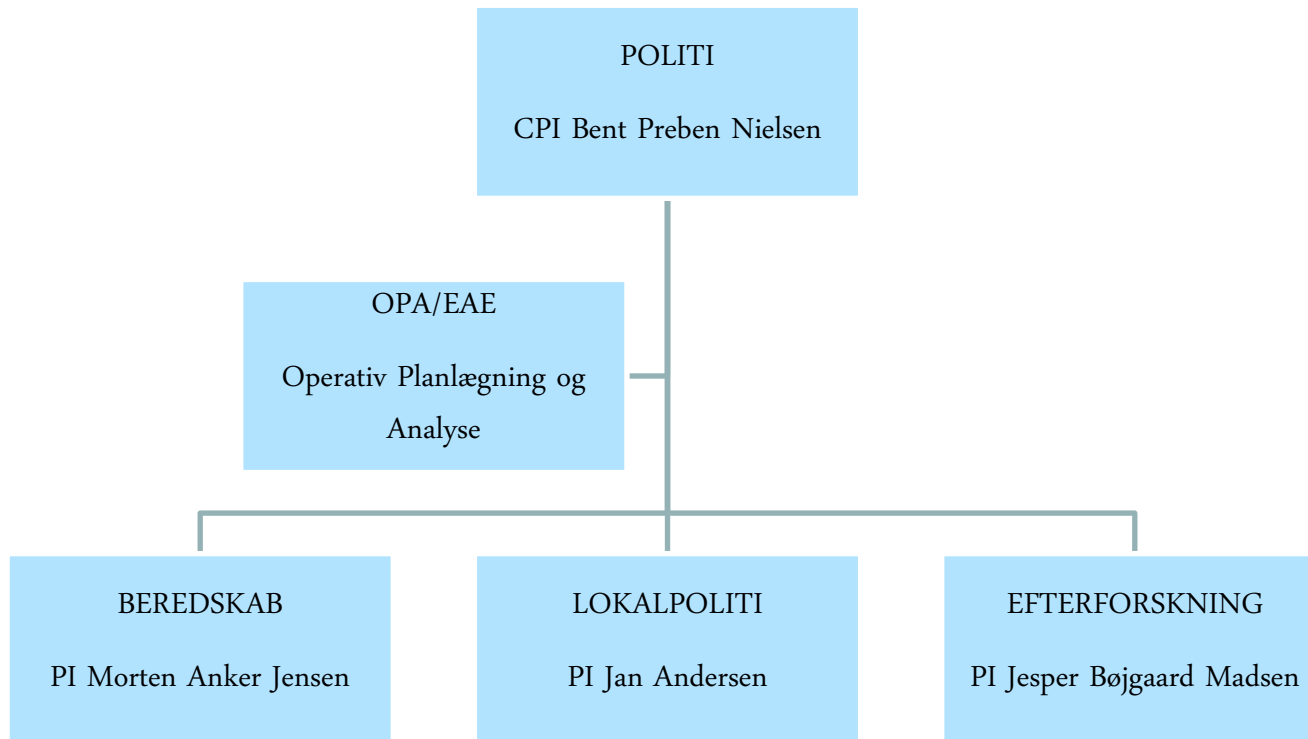 POLITI
CPI Bent Preben Nielsen
OPA/EAE
Operativ Planlægning og
Analyse
BEREDSKAB
PI Morten Anker Jensen
LOKALPOLITI
PI Jan Andersen
EFTERFORSKNING
PI Jesper Bøjgaard Madsen